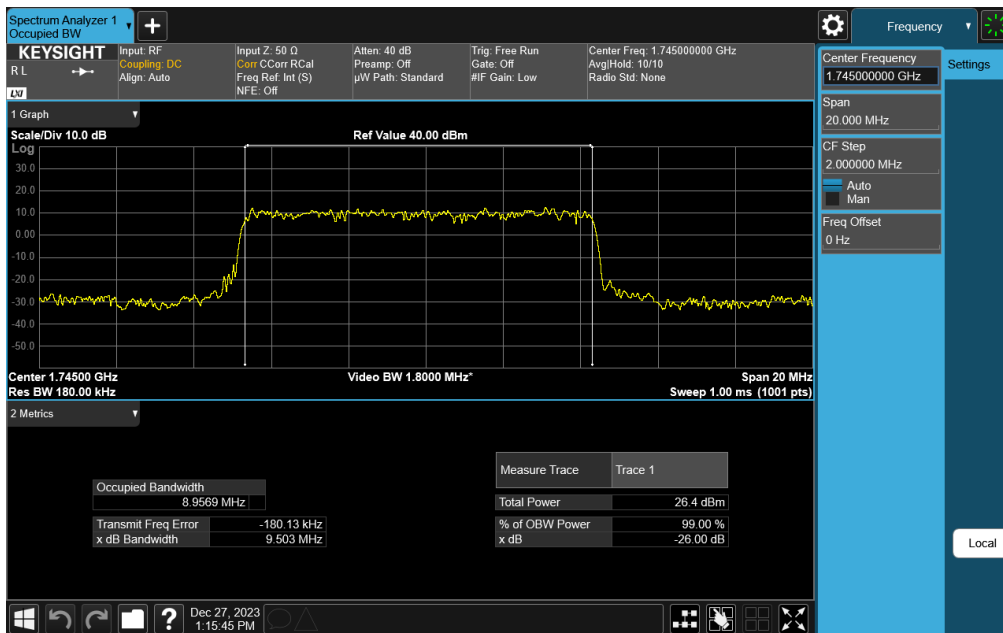 Spectrum Analyzer 1
Occupied BW
Frequency
KEYSIGHT
R L
LXI
Input: RF
Coupling: DC
Align: Auto
Input Z: 50 Ω
Corr CCorr RCal
Freq Ref: Int (S)
NFE: Off
Atten: 40 dB
Preamp: Off
µW Path: Standard
Trig: Free Run
Gate: Off
#IF Gain: Low
Center Freq: 1.745000000 GHz
Avg|Hold: 10/10
Radio Std: None
Center Frequency
1.745000000 GHz
Settings
Span
20.000 MHz
CF Step
2.000000 MHz
Auto
Man
Freq Offset
0 Hz
Local
1 Graph
Scale/Div 10.0 dB
Ref Value 40.00 dBm
Log
30.0
20.0
10.0
0.00
-10.0
-20.0
-30.0
-40.0
-50.0
Center 1.74500 GHz
Video BW 1.8000 MHz*
Span 20 MHz
Res BW 180.00 kHz
Sweep 1.00 ms (1001 pts)
2 Metrics
Measure Trace Trace 1
Occupied Bandwidth
8.9569 MHz
Total Power 26.4 dBm
Transmit Freq Error -180.13 kHz
% of OBW Power 99.00 %
x dB Bandwidth 9.503 MHz
x dB -26.00 dB
?
Dec 27, 2023
1:15:45 PM